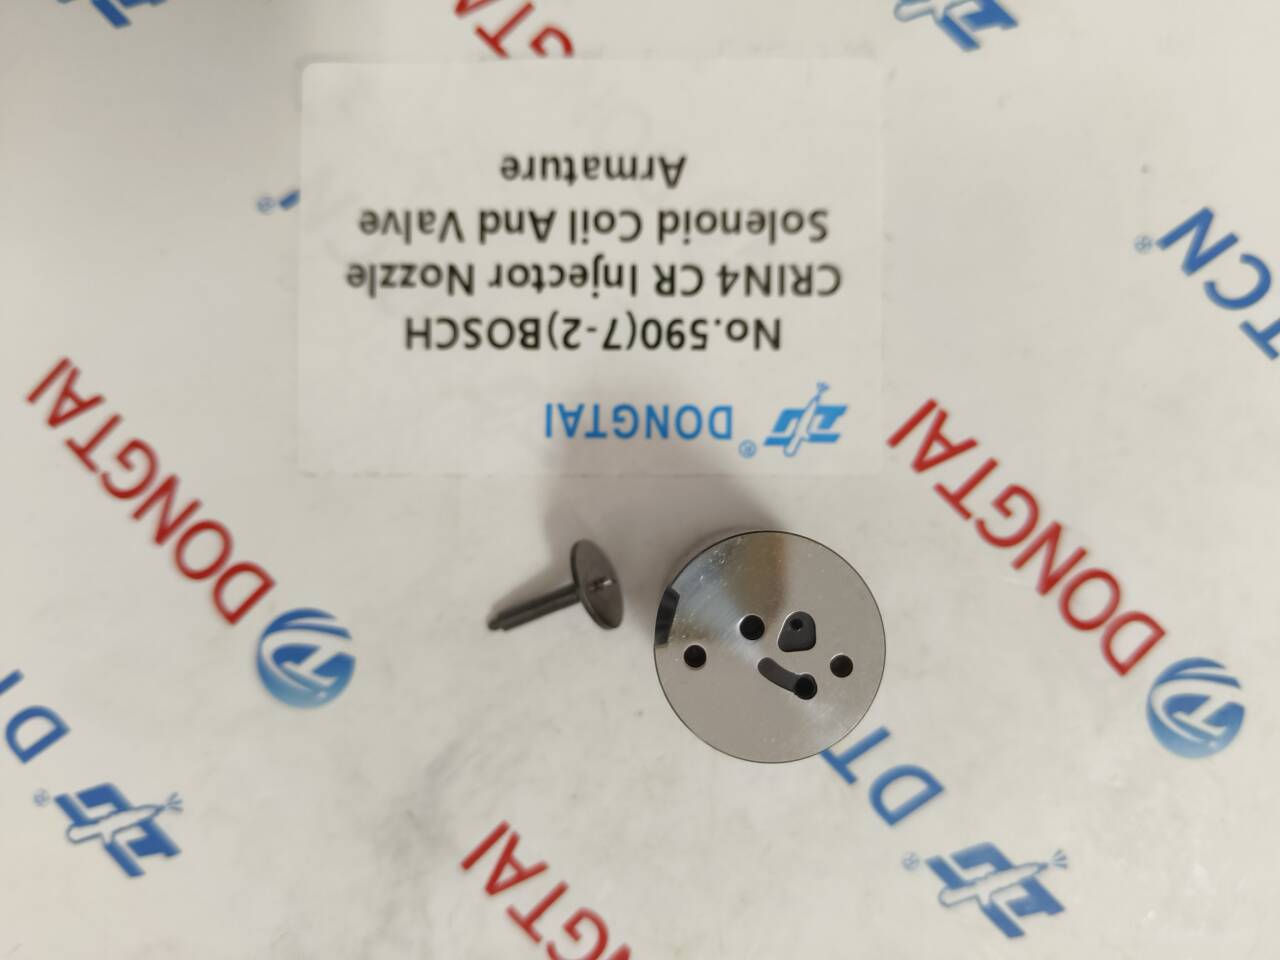 DONGTAI
No.590(7-2)BOSCH
CRIN4 CR Injector Nozzle
Solenoid Coil And Valve
Armature
DONGTAI
DONGTAI
DONGTAI
DT
DT
TCN